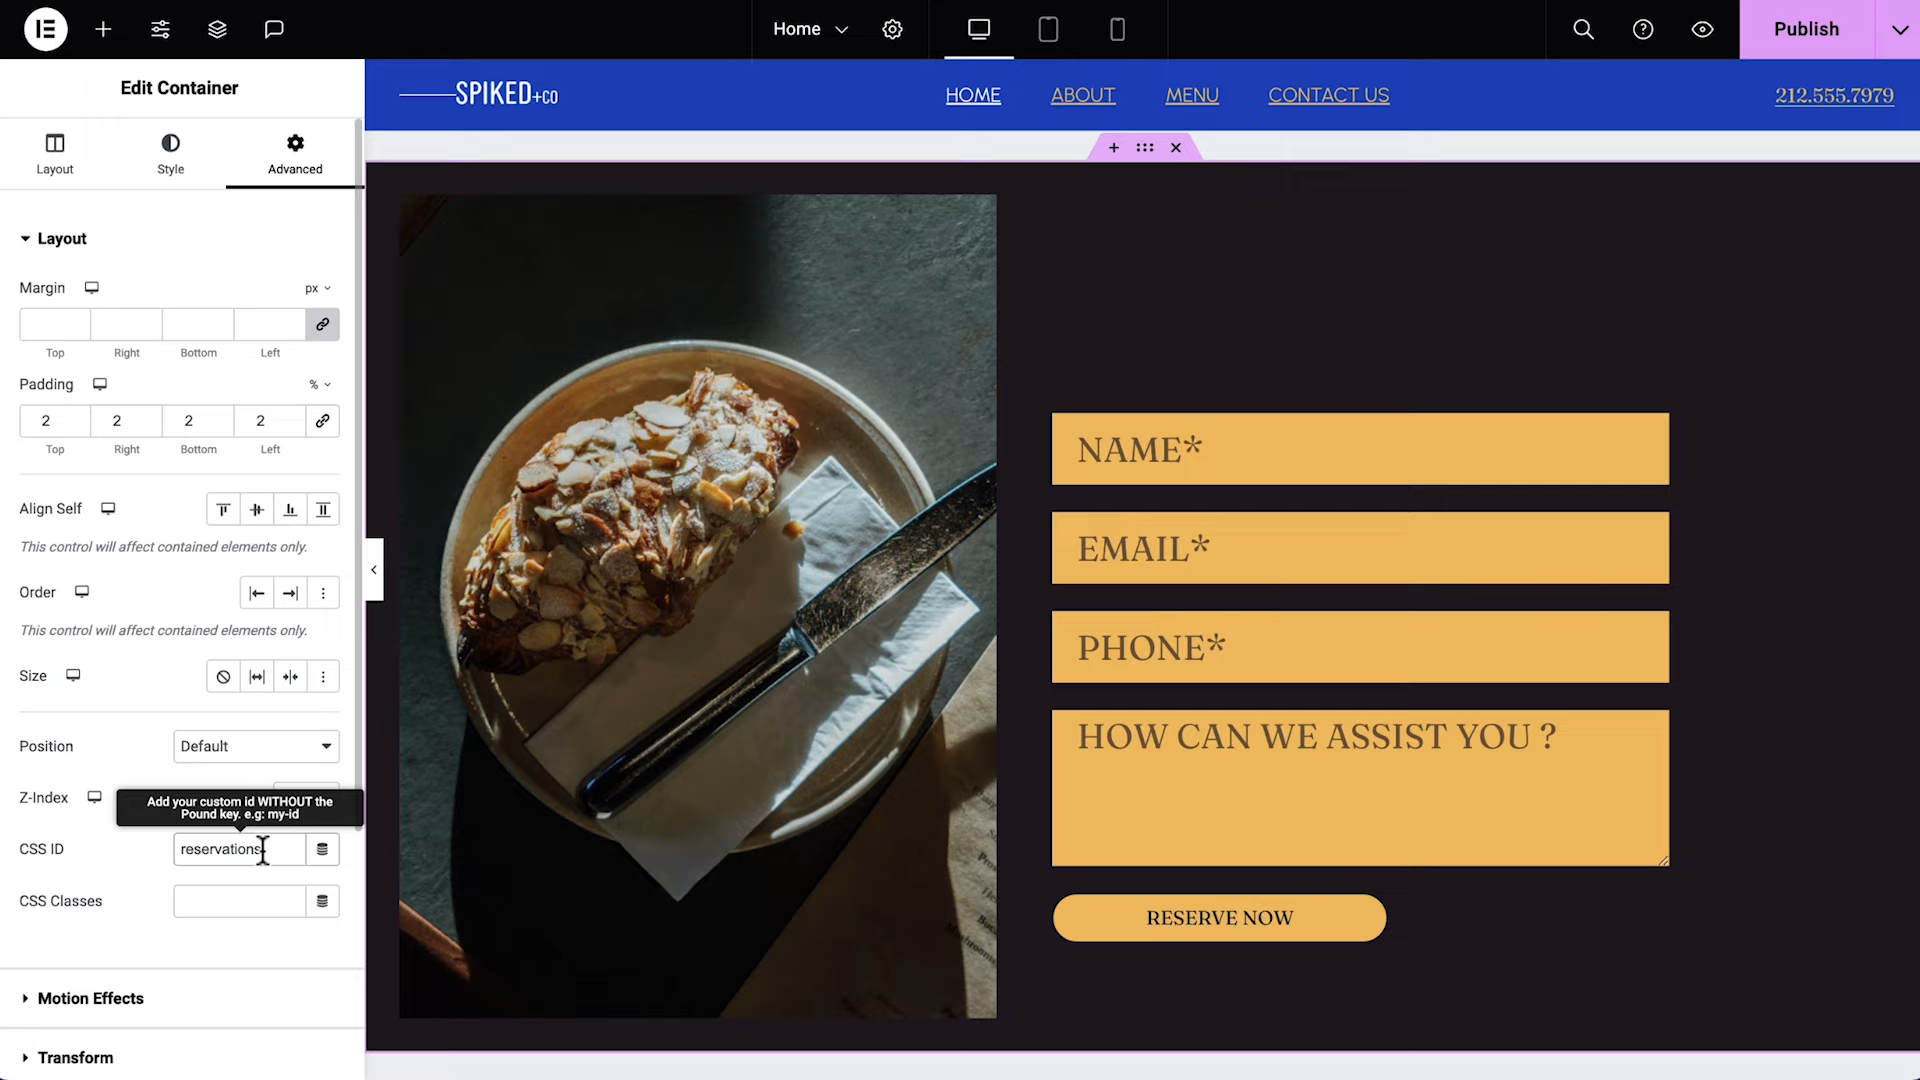 Home
Publish
Edit Container
Layout
Style
Advanced
SPIKED+CO
HOME
ABOUT
MENU
CONTACT US
212.555.7979
Layout
Margin
px
Top
Right
Bottom
Left
Padding
%
2
2
2
2
Top
Right
Bottom
Left
Align Self
This control will affect contained elements only.
Order
This control will affect contained elements only.
Size
Position
Default
Z-Index
Add your custom id WITHOUT the
Pound key. e.g: my-id
CSS ID
reservations
CSS Classes
Motion Effects
Transform
NAME*
EMAIL*
PHONE*
HOW CAN WE ASSIST YOU ?
RESERVE NOW